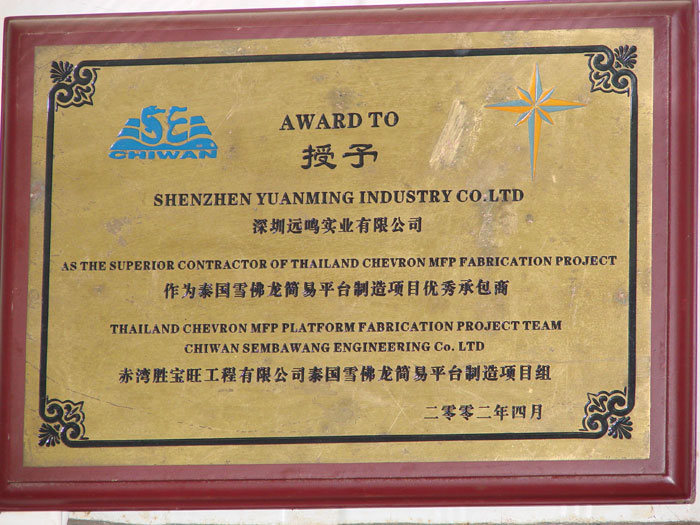 CHIWAN
AWARD TO
授予
SHENZHEN YUANMING INDUSTRY CO.LTD
深圳远鸣实业有限公司
AS THE SUPERIOR CONTRACTOR OF THAILAND CHEVRON MFP FABRICATION PROJECT
作为泰国雪佛龙简易平台制造项目优秀承包商
THAILAND CHEVRON MFP PLATFORM FABRICATION PROJECT TEAM
CHIWAN SEMBAWANG ENGINEERING Co. LTD
赤湾胜宝旺工程有限公司泰国雪佛龙简易平台制造项目组
二零零二年四月